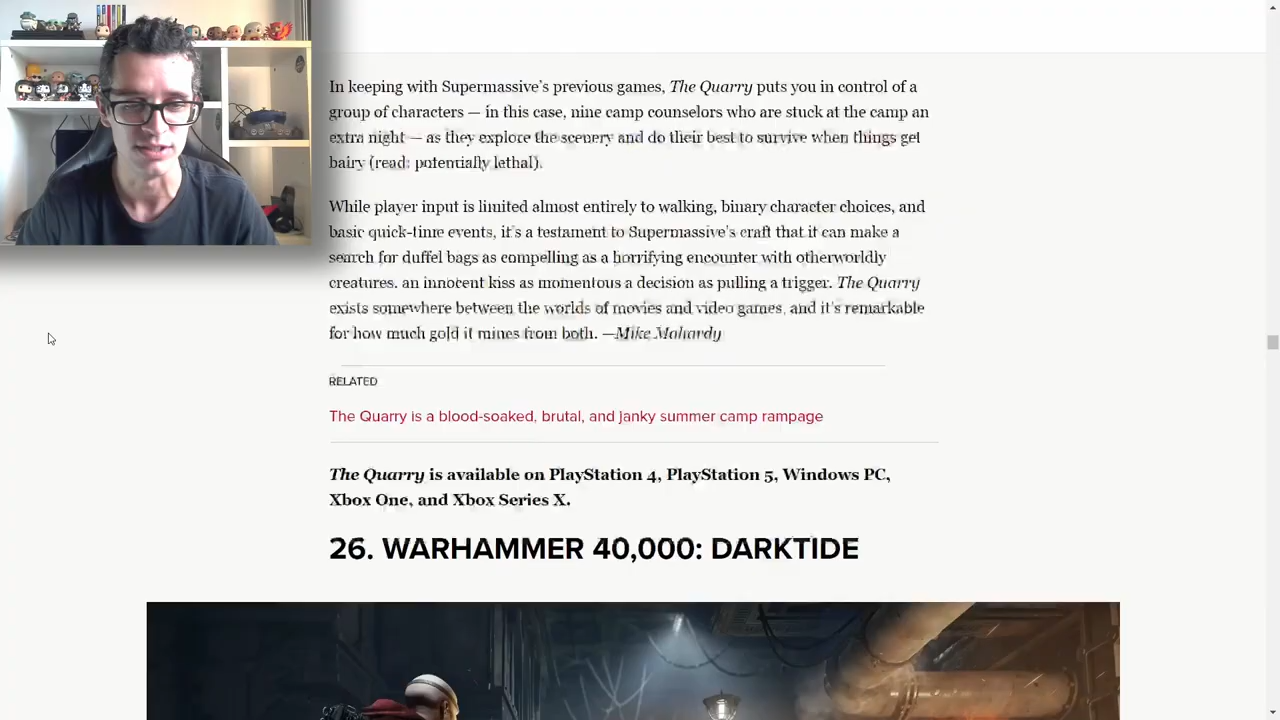 In keeping with Supermassive's previous games, The Quarry puts you in control of a
group of characters — in this case, nine camp counselors who are stuck at the camp an
extra night — as they explore the scenery and do their best to survive when things get
bairy (read: potentially lethal).
While player input is limited almost entirely to walking, binary character choices, and
basic quick-time events, it's a testament to Supermassive's craft that it can make a
search for duffel bags as compelling as a horrifying encounter with otherworldly
creatures. an innocent kiss as momentous a decision as pulling a trigger. The Quarry
exists somewhere between the worlds of movies and video games, and it's remarkable
for how much gold it mines from both. —Mike Mahardy
RELATED
The Quarry is a blood-soaked, brutal, and janky summer camp rampage
The Quarry is available on PlayStation 4, PlayStation 5, Windows PC,
Xbox One, and Xbox Series X.
26. WARHAMMER 40,000: DARKTIDE